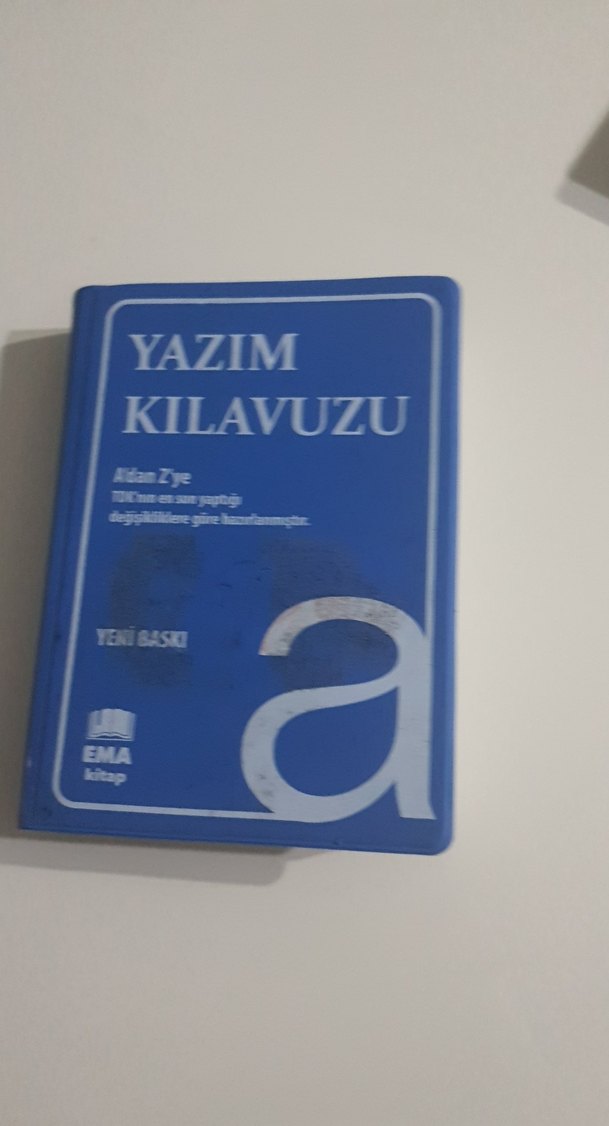 YAZIM
KILAVUZU
A'dan Z'ye
TDK'nın en son yaptığı
değişikliklere göre hazırlanmıştır.
YENİ BASKI
a
EMA
kitap